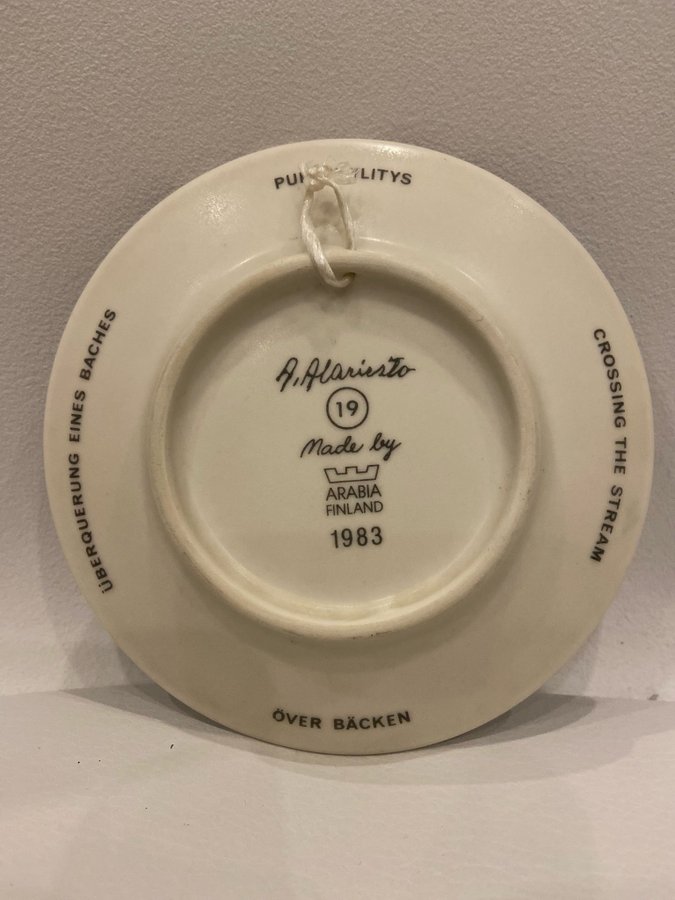 A. Alariesto
19
Made by
ARABIA
FINLAND
1983
CROSSING THE STREAM
ÖVER BÄCKEN
ÜBERQUERUNG EINES BACHES